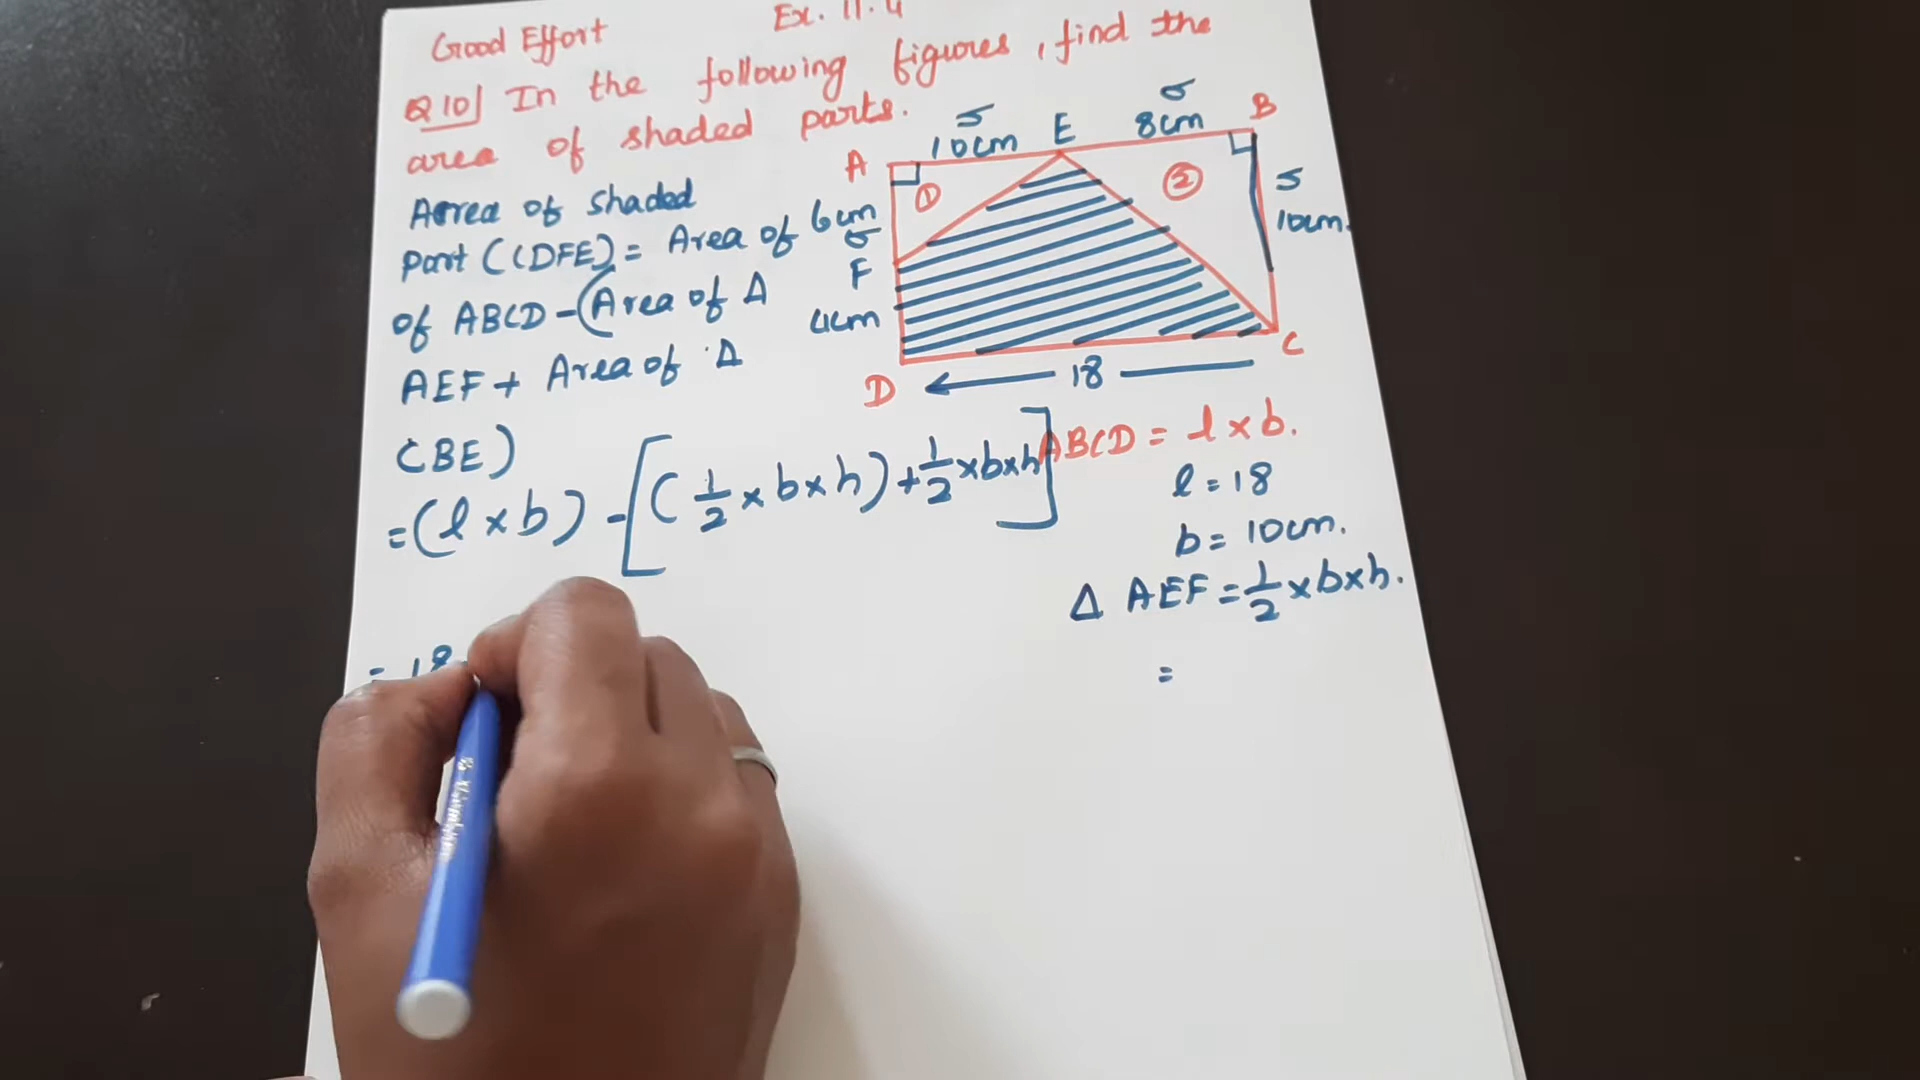 Good Effort
Ex. 11.4
Q10] In the following figures, find the
area of shaded parts.
Area of shaded
part (CDFE) = Area of
of ABCD - (Area of Δ
AEF + Area of Δ
CBE)
= (l × b) - [(1/2 × b × h) + 1/2 × b × h]
= 18
10cm
E
8cm
B
A
①
②
6cm
F
4cm
10cm.
D
18
C
ABCD = l × b.
l = 18
b = 10cm.
Δ AEF = 1/2 × b × h.
=